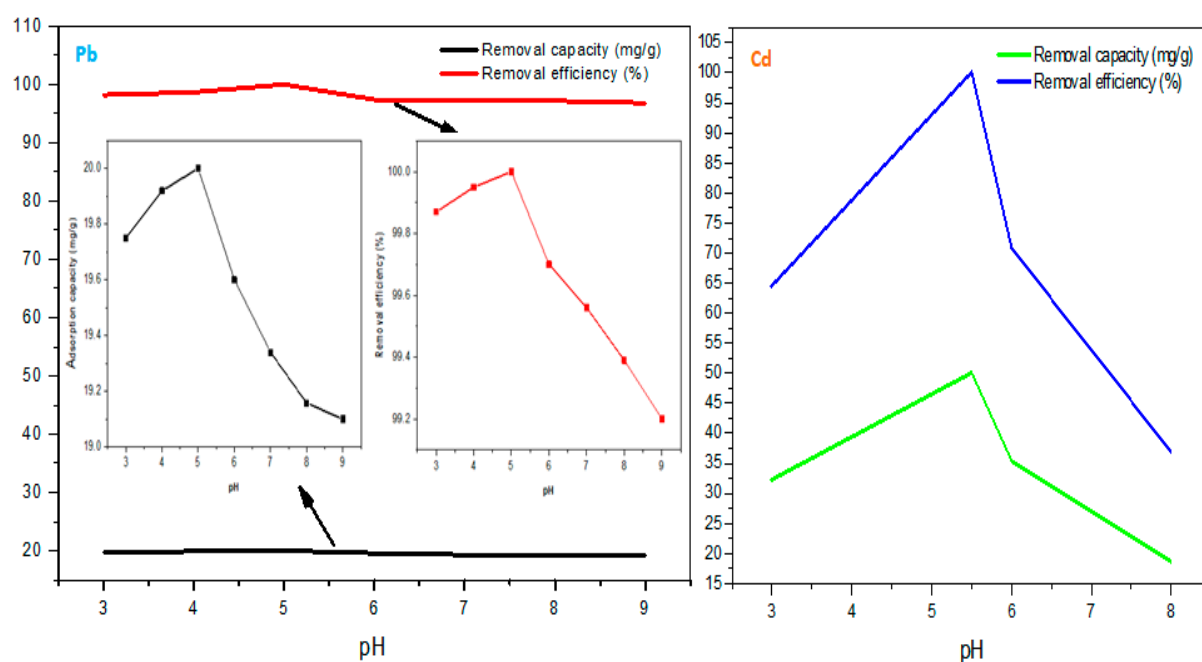 Pb
Removal capacity (mg/g)
Removal efficiency (%)
110
100
90
80
70
60
50
40
30
20
3 4 5 6 7 8 9
pH
Adsorption capacity (mg/g)
20.0
19.8
19.6
19.4
19.2
19.0
3 4 5 6 7 8 9
pH
Removal efficiency (%)
100.0
99.8
99.6
99.4
99.2
3 4 5 6 7 8 9
pH
Cd
Removal capacity (mg/g)
Removal efficiency (%)
105
100
95
90
85
80
75
70
65
60
55
50
45
40
35
30
25
20
15
3 4 5 6 7 8
pH